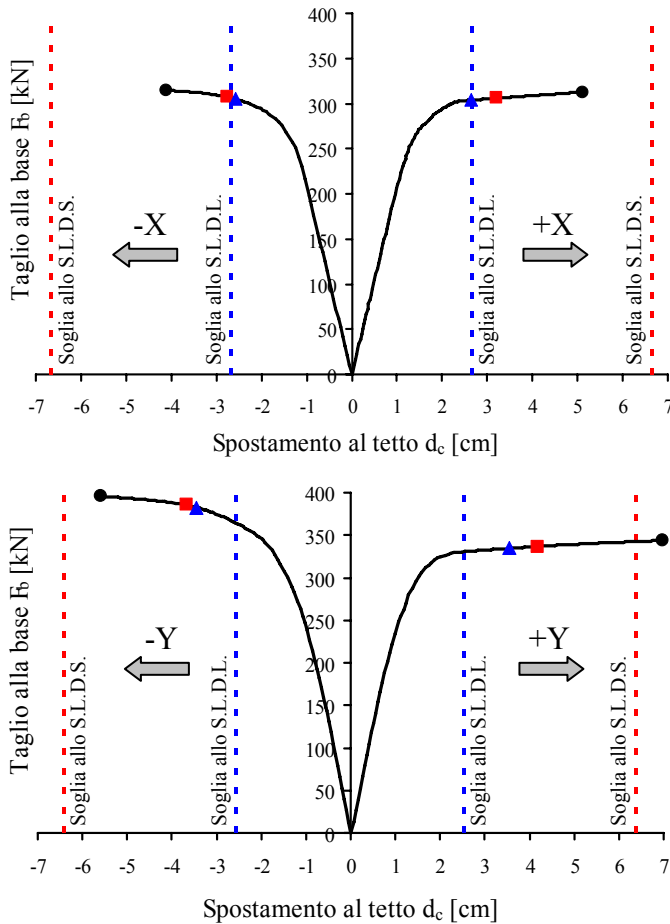 Taglio alla base Fb [kN]
400
350
300
250
200
150
100
50
0
-X
+X
Soglia allo S.L.D.S.
Soglia allo S.L.D.L.
Soglia allo S.L.D.L.
Soglia allo S.L.D.S.
-7 -6 -5 -4 -3 -2 -1 0 1 2 3 4 5 6 7
Spostamento al tetto dc [cm]
Taglio alla base Fb [kN]
400
350
300
250
200
150
100
50
0
-Y
+Y
Soglia allo S.L.D.S.
Soglia allo S.L.D.L.
Soglia allo S.L.D.L.
Soglia allo S.L.D.S.
-7 -6 -5 -4 -3 -2 -1 0 1 2 3 4 5 6 7
Spostamento al tetto dc [cm]